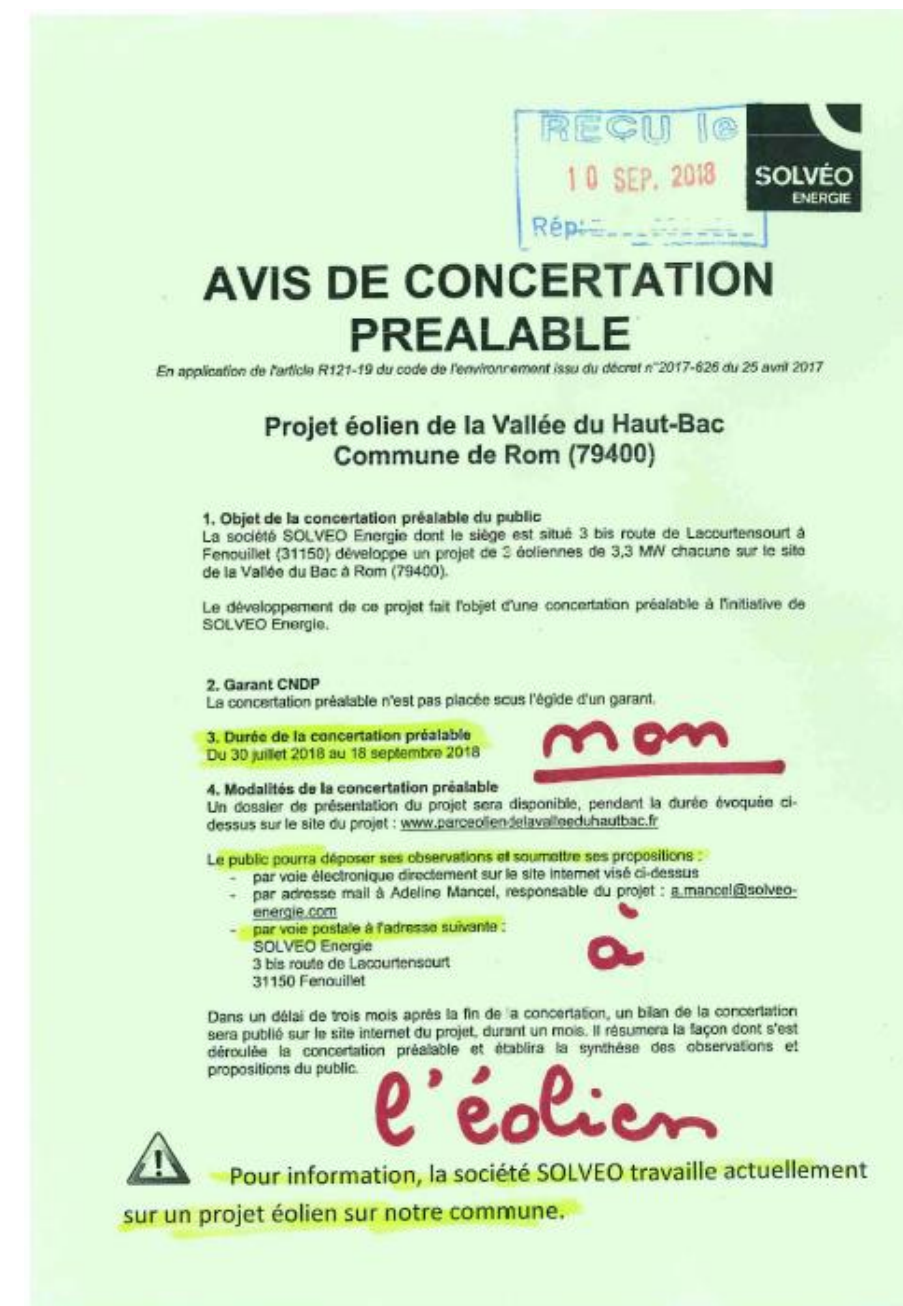 REÇU le
10 SEP. 2018
Rép:
SOLVÉO
ENERGIE
AVIS DE CONCERTATION
PREALABLE
En application de l'article R121-19 du code de l'environnement issu du décret n°2017-626 du 25 avril 2017
Projet éolien de la Vallée du Haut-Bac
Commune de Rom (79400)
1. Objet de la concertation préalable du public
La société SOLVEO Energie dont le siège est situé 3 bis route de Lacourtensourt à
Fenouillet (31150) développe un projet de éoliennes de 3,3 MW chacune sur le site
de la Vallée du Bac à Rom (79400).
Le développement de ce projet fait l'objet d'une concertation préalable à l'initiative de
SOLVEO Energie.
2. Garant CNDP
La concertation préalable n'est pas placée sous l'égide d'un garant.
3. Durée de la concertation préalable
Du 30 juillet 2018 au 18 septembre 2018
non
4. Modalités de la concertation préalable
Un dossier de présentation du projet sera disponible, pendant la durée évoquée ci-
dessus sur le site du projet : www.parceoliendelavalleeduhautbac.fr
Le public pourra déposer ses observations et soumettre ses propositions :
- par voie électronique directement sur le site internet visé ci-dessus
- par adresse mail à Adeline Mancel, responsable du projet : a.mancel@solveo-
energie.com
- par voie postale à l'adresse suivante :
SOLVEO Energie
3 bis route de Lacourtensourt
31150 Fenouillet
à
Dans un délai de trois mois après la fin de la concertation, un bilan de la concertation
sera publié sur le site internet du projet, durant un mois. Il résumera la façon dont s'est
déroulée la concertation préalable et établira la synthèse des observations et
propositions du public.
l'éolien
Pour information, la société SOLVEO travaille actuellement
sur un projet éolien sur notre commune.